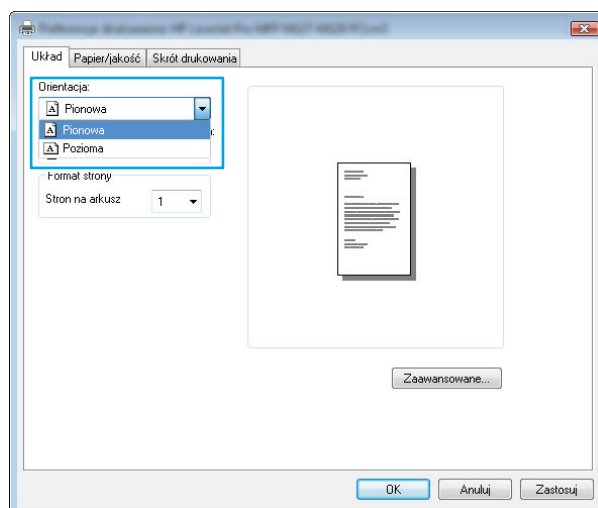 Układ
Papier/jakość
Skrót drukowania
Orientacja:
Pionowa
Pionowa
Pozioma
Format strony
Stron na arkusz
1
Zaawansowane...
OK
Anuluj
Zastosuj